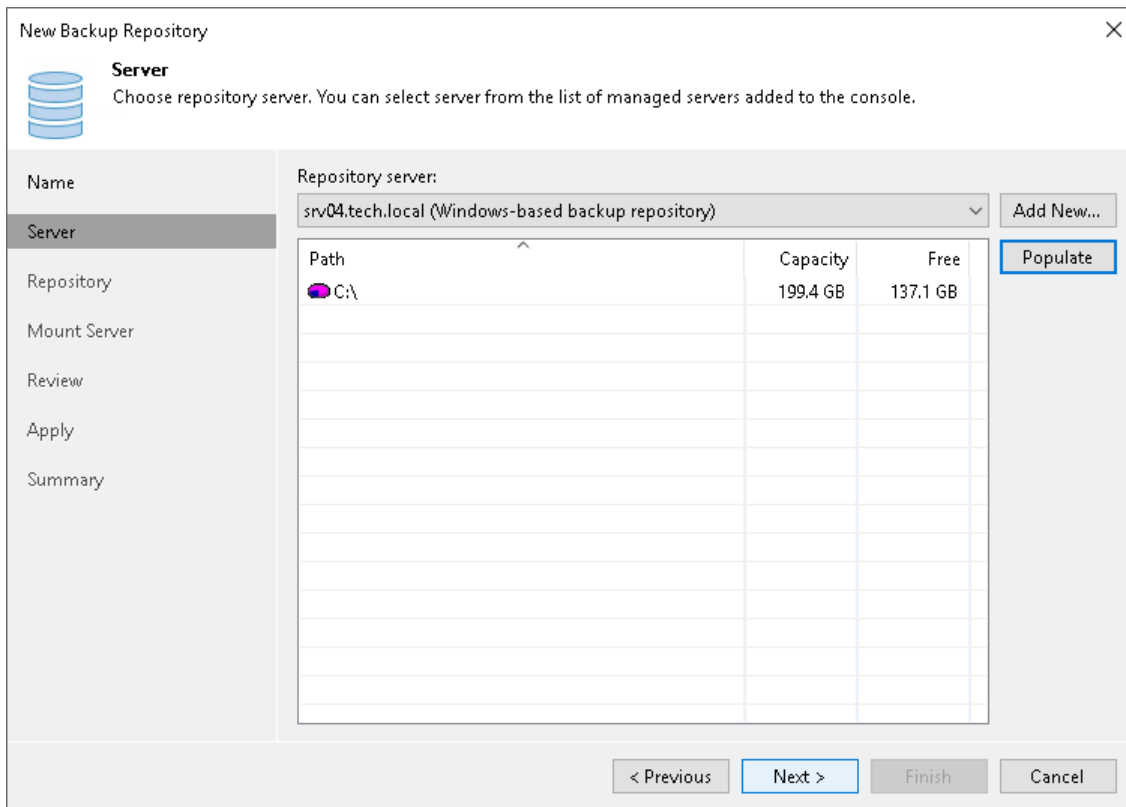 New Backup Repository
Server
Choose repository server. You can select server from the list of managed servers added to the console.
Name
Server
Repository
Mount Server
Review
Apply
Summary
Repository server:
srv04.tech.local (Windows-based backup repository)
Add New...
Populate
Path Capacity Free
C:\ 199.4 GB 137.1 GB
< Previous Next > Finish Cancel